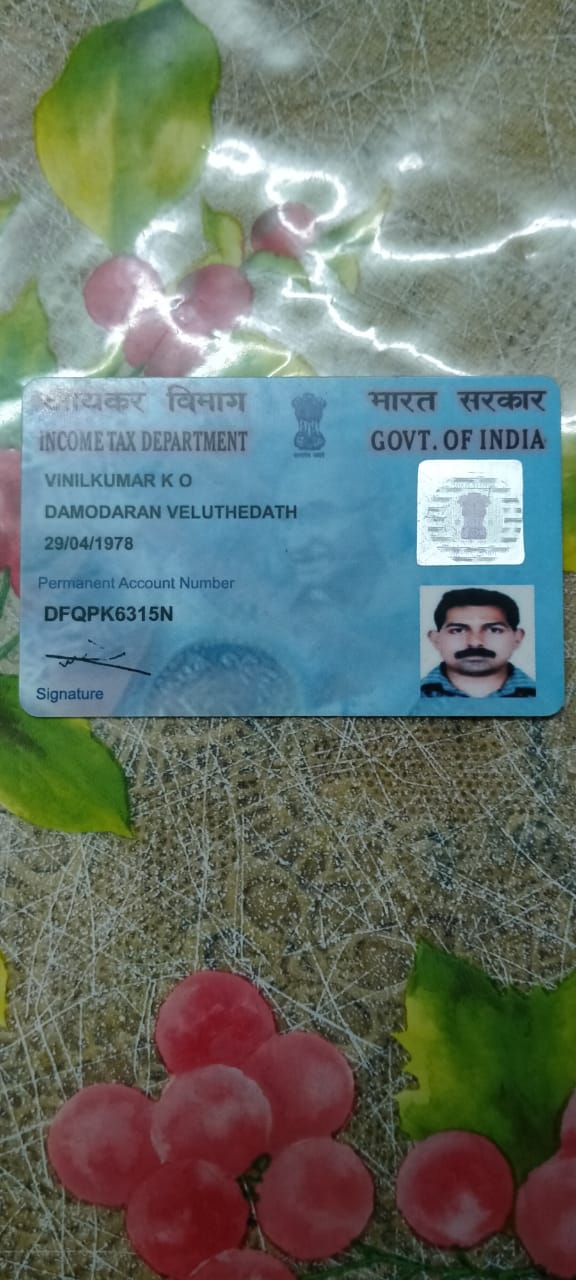 आयकर विभाग
भारत सरकार
INCOME TAX DEPARTMENT
GOVT. OF INDIA
VINILKUMAR K O
DAMODARAN VELUTHEDATH
29/04/1978
Permanent Account Number
DFQPK6315N
Signature